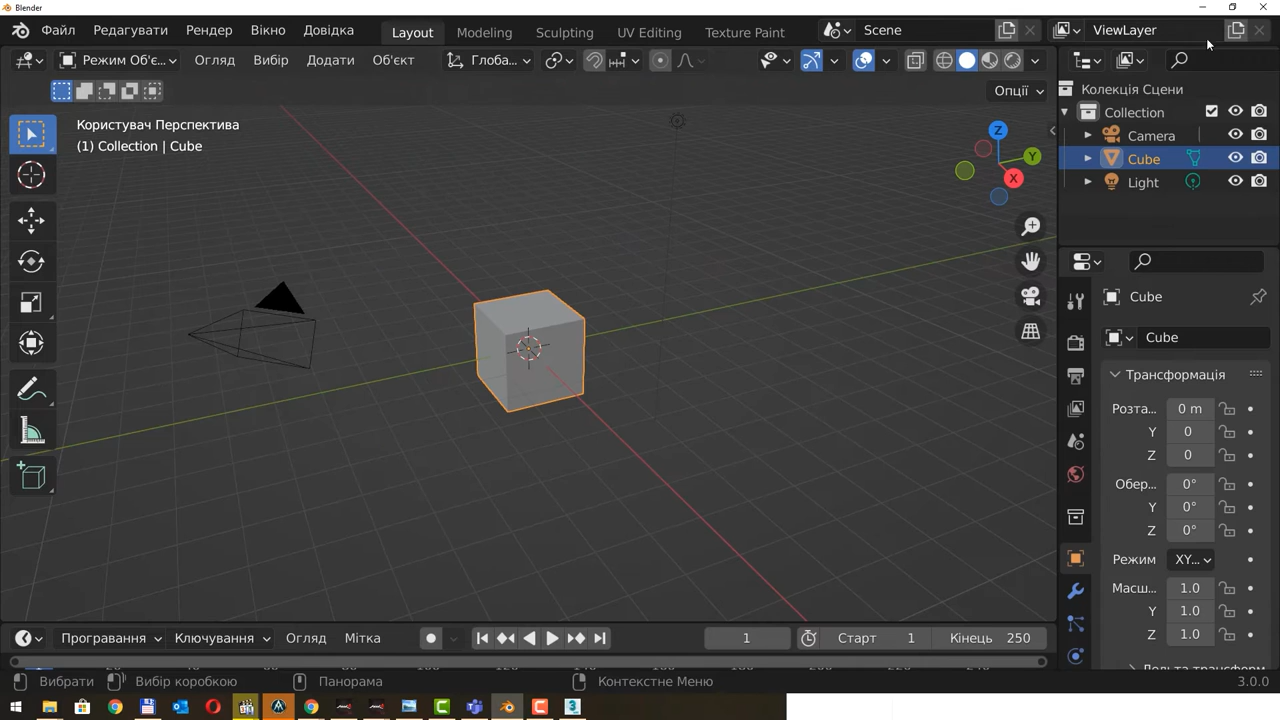 Blender
Файл Редагувати Рендер Вікно Довідка Layout Modeling Sculpting UV Editing Texture Paint Scene ViewLayer
Режим Об'є... Огляд Вибір Додати Об'єкт Глоба...
Опції
Користувач Перспектива
(1) Collection | Cube
Z
Y
X
Колекція Сцени
Collection
Camera
Cube
Light
Cube
Cube
Трансформація
Розта... 0 m
Y 0
Z 0
Обер... 0°
Y 0°
Z 0°
Режим XY...
Масш... 1.0
Y 1.0
Z 1.0
Програвання Ключування Огляд Мітка 1 Старт 1 Кінець 250
Вибрати Вибір коробкою Панорама Контекстне Меню 3.0.0